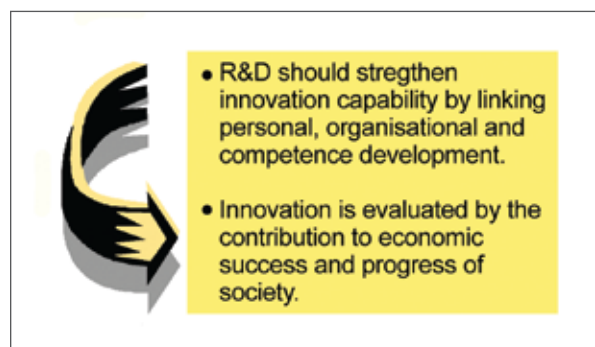 • R&D should stregthen
innovation capability by linking
personal, organisational and
competence development.
• Innovation is evaluated by the
contribution to economic
success and progress of
society.